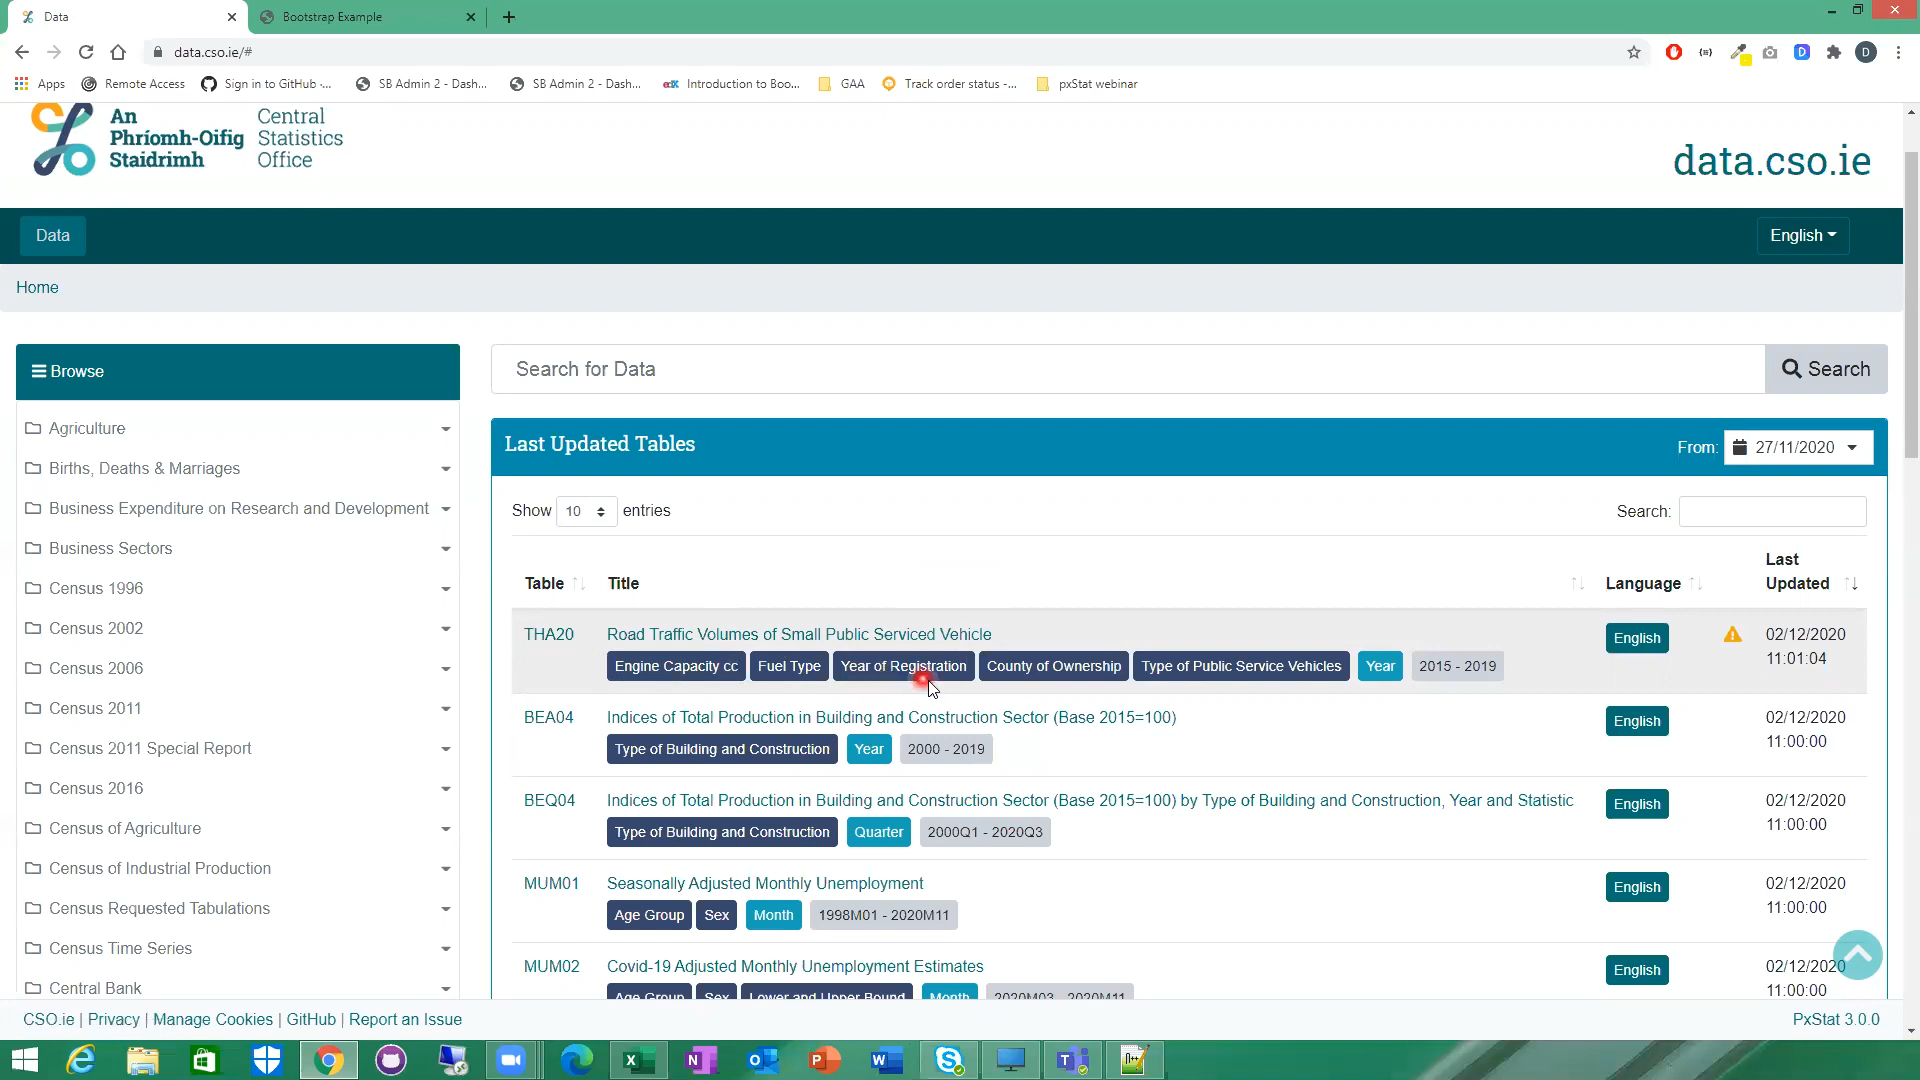 Data
Bootstrap Example
data.cso.ie/#
Apps
Remote Access
Sign in to GitHub ·...
SB Admin 2 - Dash...
SB Admin 2 - Dash...
edX
Introduction to Boo...
GAA
Track order status -...
pxStat webinar
An
Phríomh-Oifig
Staidrimh
Central
Statistics
Office
data.cso.ie
Data
English
Home
Browse
Search for Data
Search
Agriculture
Births, Deaths & Marriages
Business Expenditure on Research and Development
Business Sectors
Census 1996
Census 2002
Census 2006
Census 2011
Census 2011 Special Report
Census 2016
Census of Agriculture
Census of Industrial Production
Census Requested Tabulations
Census Time Series
Central Bank
Last Updated Tables
From: 27/11/2020
Show 10 entries
Search:
Table Title Language Last Updated
THA20 Road Traffic Volumes of Small Public Serviced Vehicle English 02/12/2020
Engine Capacity cc Fuel Type Year of Registration County of Ownership Type of Public Service Vehicles Year 2015 - 2019 11:01:04
BEA04 Indices of Total Production in Building and Construction Sector (Base 2015=100) English 02/12/2020
Type of Building and Construction Year 2000 - 2019 11:00:00
BEQ04 Indices of Total Production in Building and Construction Sector (Base 2015=100) by Type of Building and Construction, Year and Statistic English 02/12/2020
Type of Building and Construction Quarter 2000Q1 - 2020Q3 11:00:00
MUM01 Seasonally Adjusted Monthly Unemployment English 02/12/2020
Age Group Sex Month 1998M01 - 2020M11 11:00:00
MUM02 Covid-19 Adjusted Monthly Unemployment Estimates English 02/12/2020
Age Group Sex Lower and Upper Bound Month 2020M03 - 2020M11 11:00:00
CSO.ie | Privacy | Manage Cookies | GitHub | Report an Issue
PxStat 3.0.0